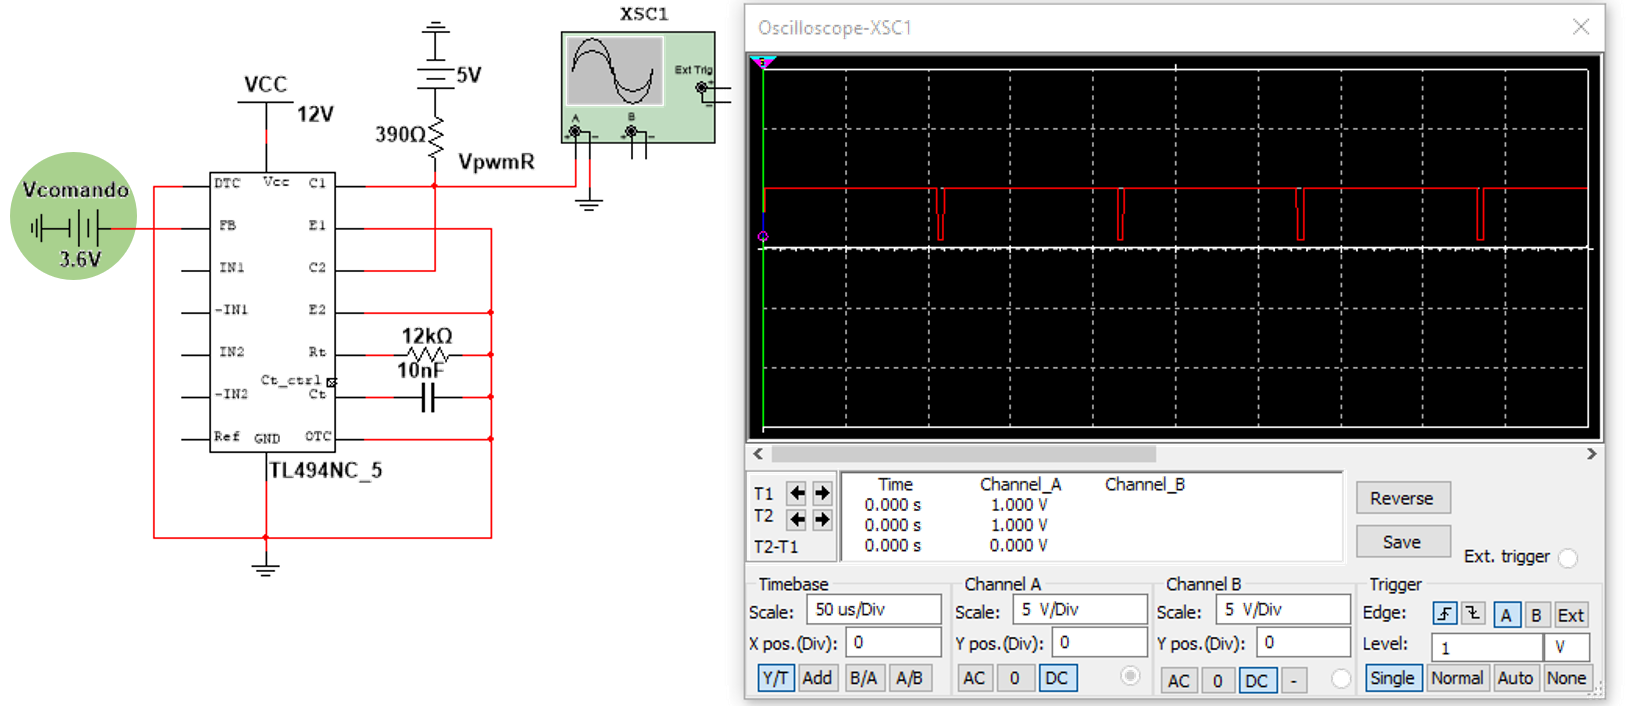 XSC1
Ext Trig
A
B
5V
390Ω
VpwmR
VCC
12V
Vcomando
3.6V
DTC Vcc C1
FB E1
IN1 C2
-IN1 E2
IN2 Rt
Ct_ctrl
-IN2 Ct
Ref GND OTC
12kΩ
10nF
TL494NC_5
Oscilloscope-XSC1
Time Channel_A Channel_B
T1 0.000 s 1.000 V
T2 0.000 s 1.000 V
T2-T1 0.000 s 0.000 V
Reverse
Save
Ext. trigger
Timebase
Scale: 50 us/Div
X pos.(Div): 0
Y/T Add B/A A/B
Channel A
Scale: 5 V/Div
Y pos.(Div): 0
AC 0 DC
Channel B
Scale: 5 V/Div
Y pos.(Div): 0
AC 0 DC -
Trigger
Edge: A B Ext
Level: 1 V
Single Normal Auto None